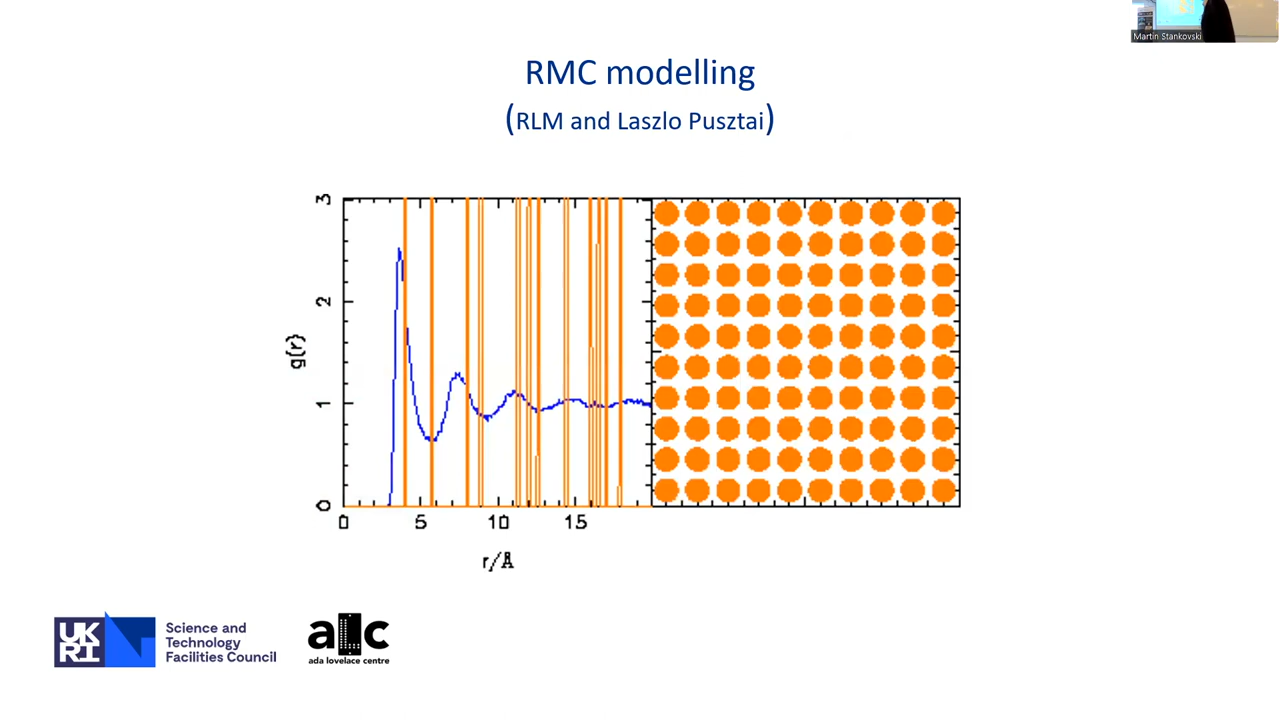 Martin Stankovski
RMC modelling
(RLM and Laszlo Pusztai)
3
2
1
0
g(r)
0 5 10 15
r/Å
UK
RI
Science and
Technology
Facilities Council
alc
ada lovelace centre